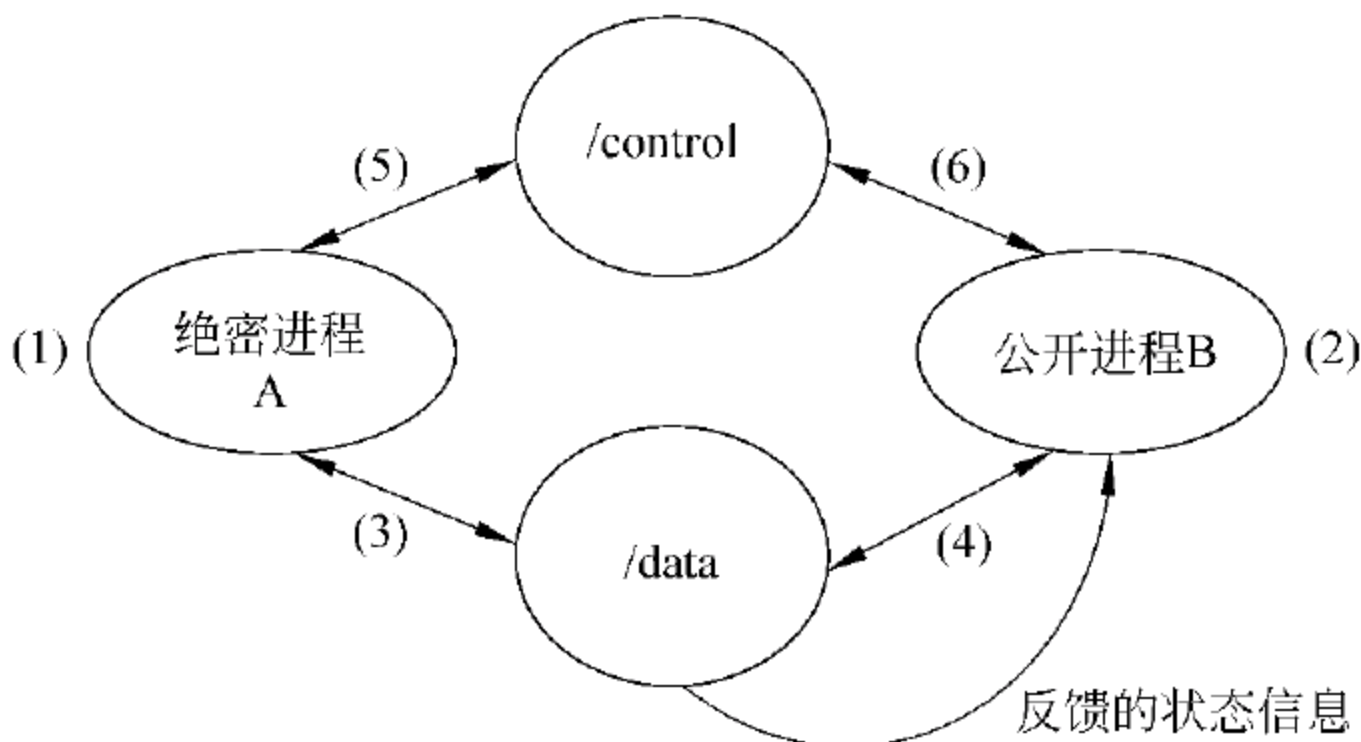 /control
(5)
(6)
(1)
绝密进程
A
公开进程B
(2)
(3)
/data
(4)
反馈的状态信息